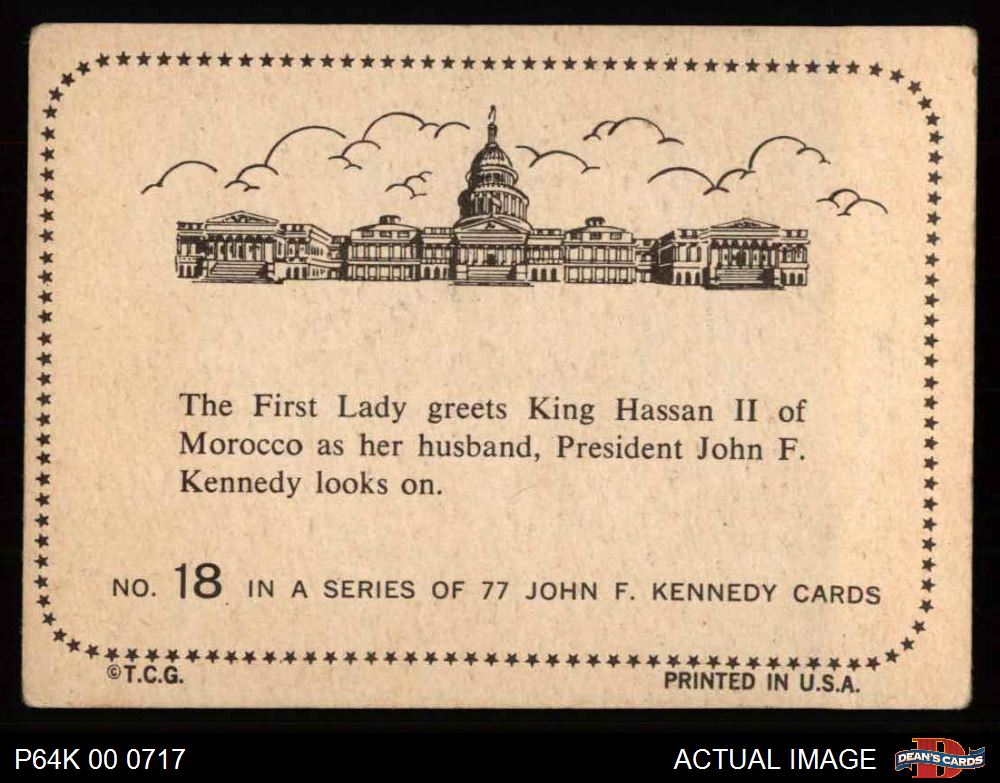 The First Lady greets King Hassan II of
Morocco as her husband, President John F.
Kennedy looks on.
NO. 18 IN A SERIES OF 77 JOHN F. KENNEDY CARDS
©T.C.G.
PRINTED IN U.S.A.
P64K 00 0717
ACTUAL IMAGE
DEAN'S CARDS